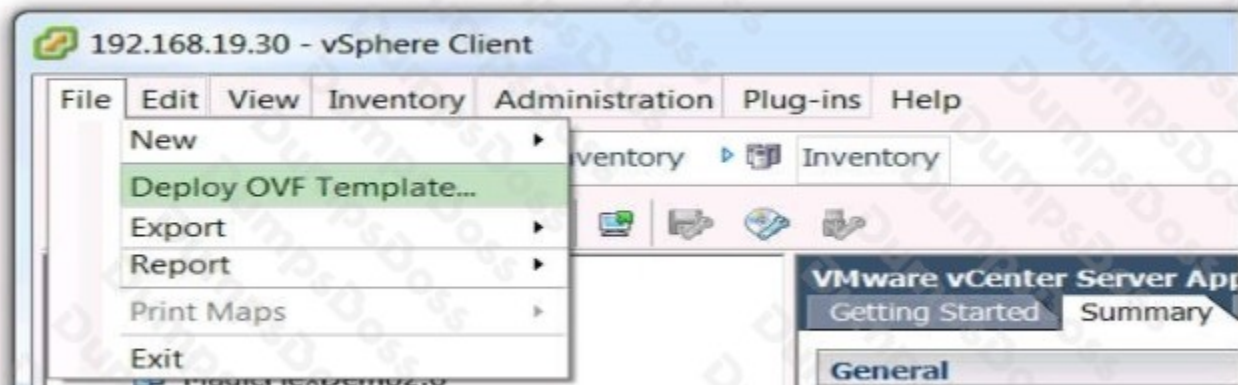 192.168.19.30 - vSphere Client
File Edit View Inventory Administration Plug-ins Help
New
Inventory
Deploy OVF Template...
Export
Report
VMware vCenter Server App
Print Maps
Getting Started Summary
Exit
General
DumpsDoss